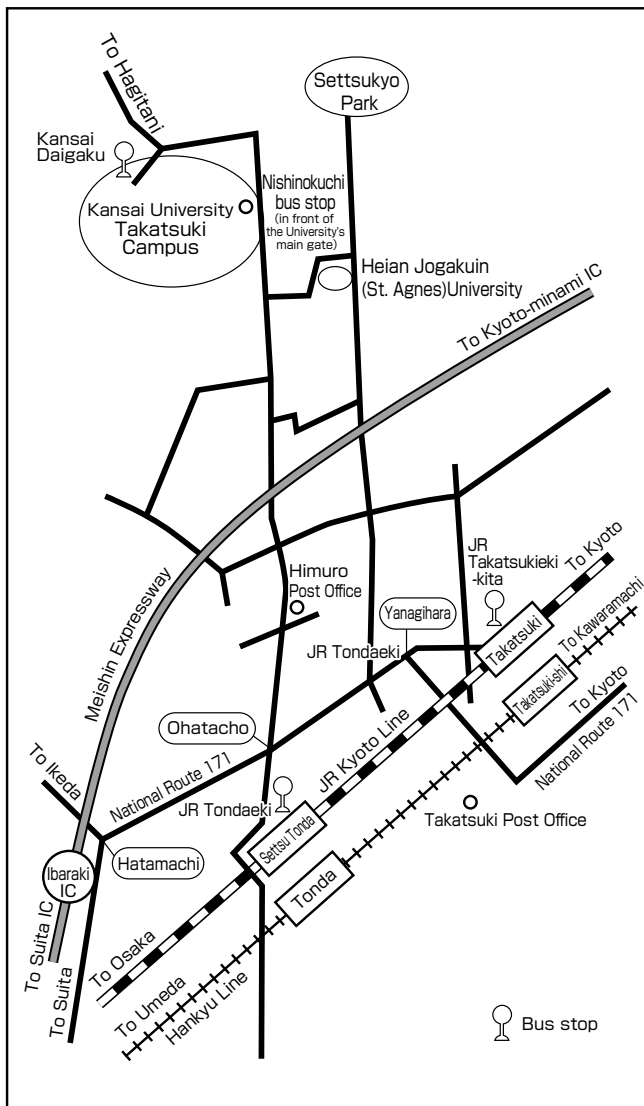 To Hagitani
Settsukyo
Park
Kansai
Daigaku
Nishinokuchi
bus stop
(in front of
the University's
main gate)
Kansai University
Takatsuki
Campus
Heian Jogakuin
(St. Agnes)University
To Kyoto-minami IC
Meishin Expressway
JR
Takatsukieki
-kita
To Kyoto
Himuro
Post Office
Yanagihara
JR Tondaeki
Takatsuki
To Kawaramachi
Takatsuki-shi
To Kyoto
National Route 171
Ohatacho
JR Kyoto Line
To Ikeda
National Route 171
JR Tondaeki
Takatsuki Post Office
Settsu Tonda
Hatamachi
Ibaraki
IC
Tonda
To Suita IC
To Suita
To Osaka
To Umeda
Hankyu Line
Bus stop